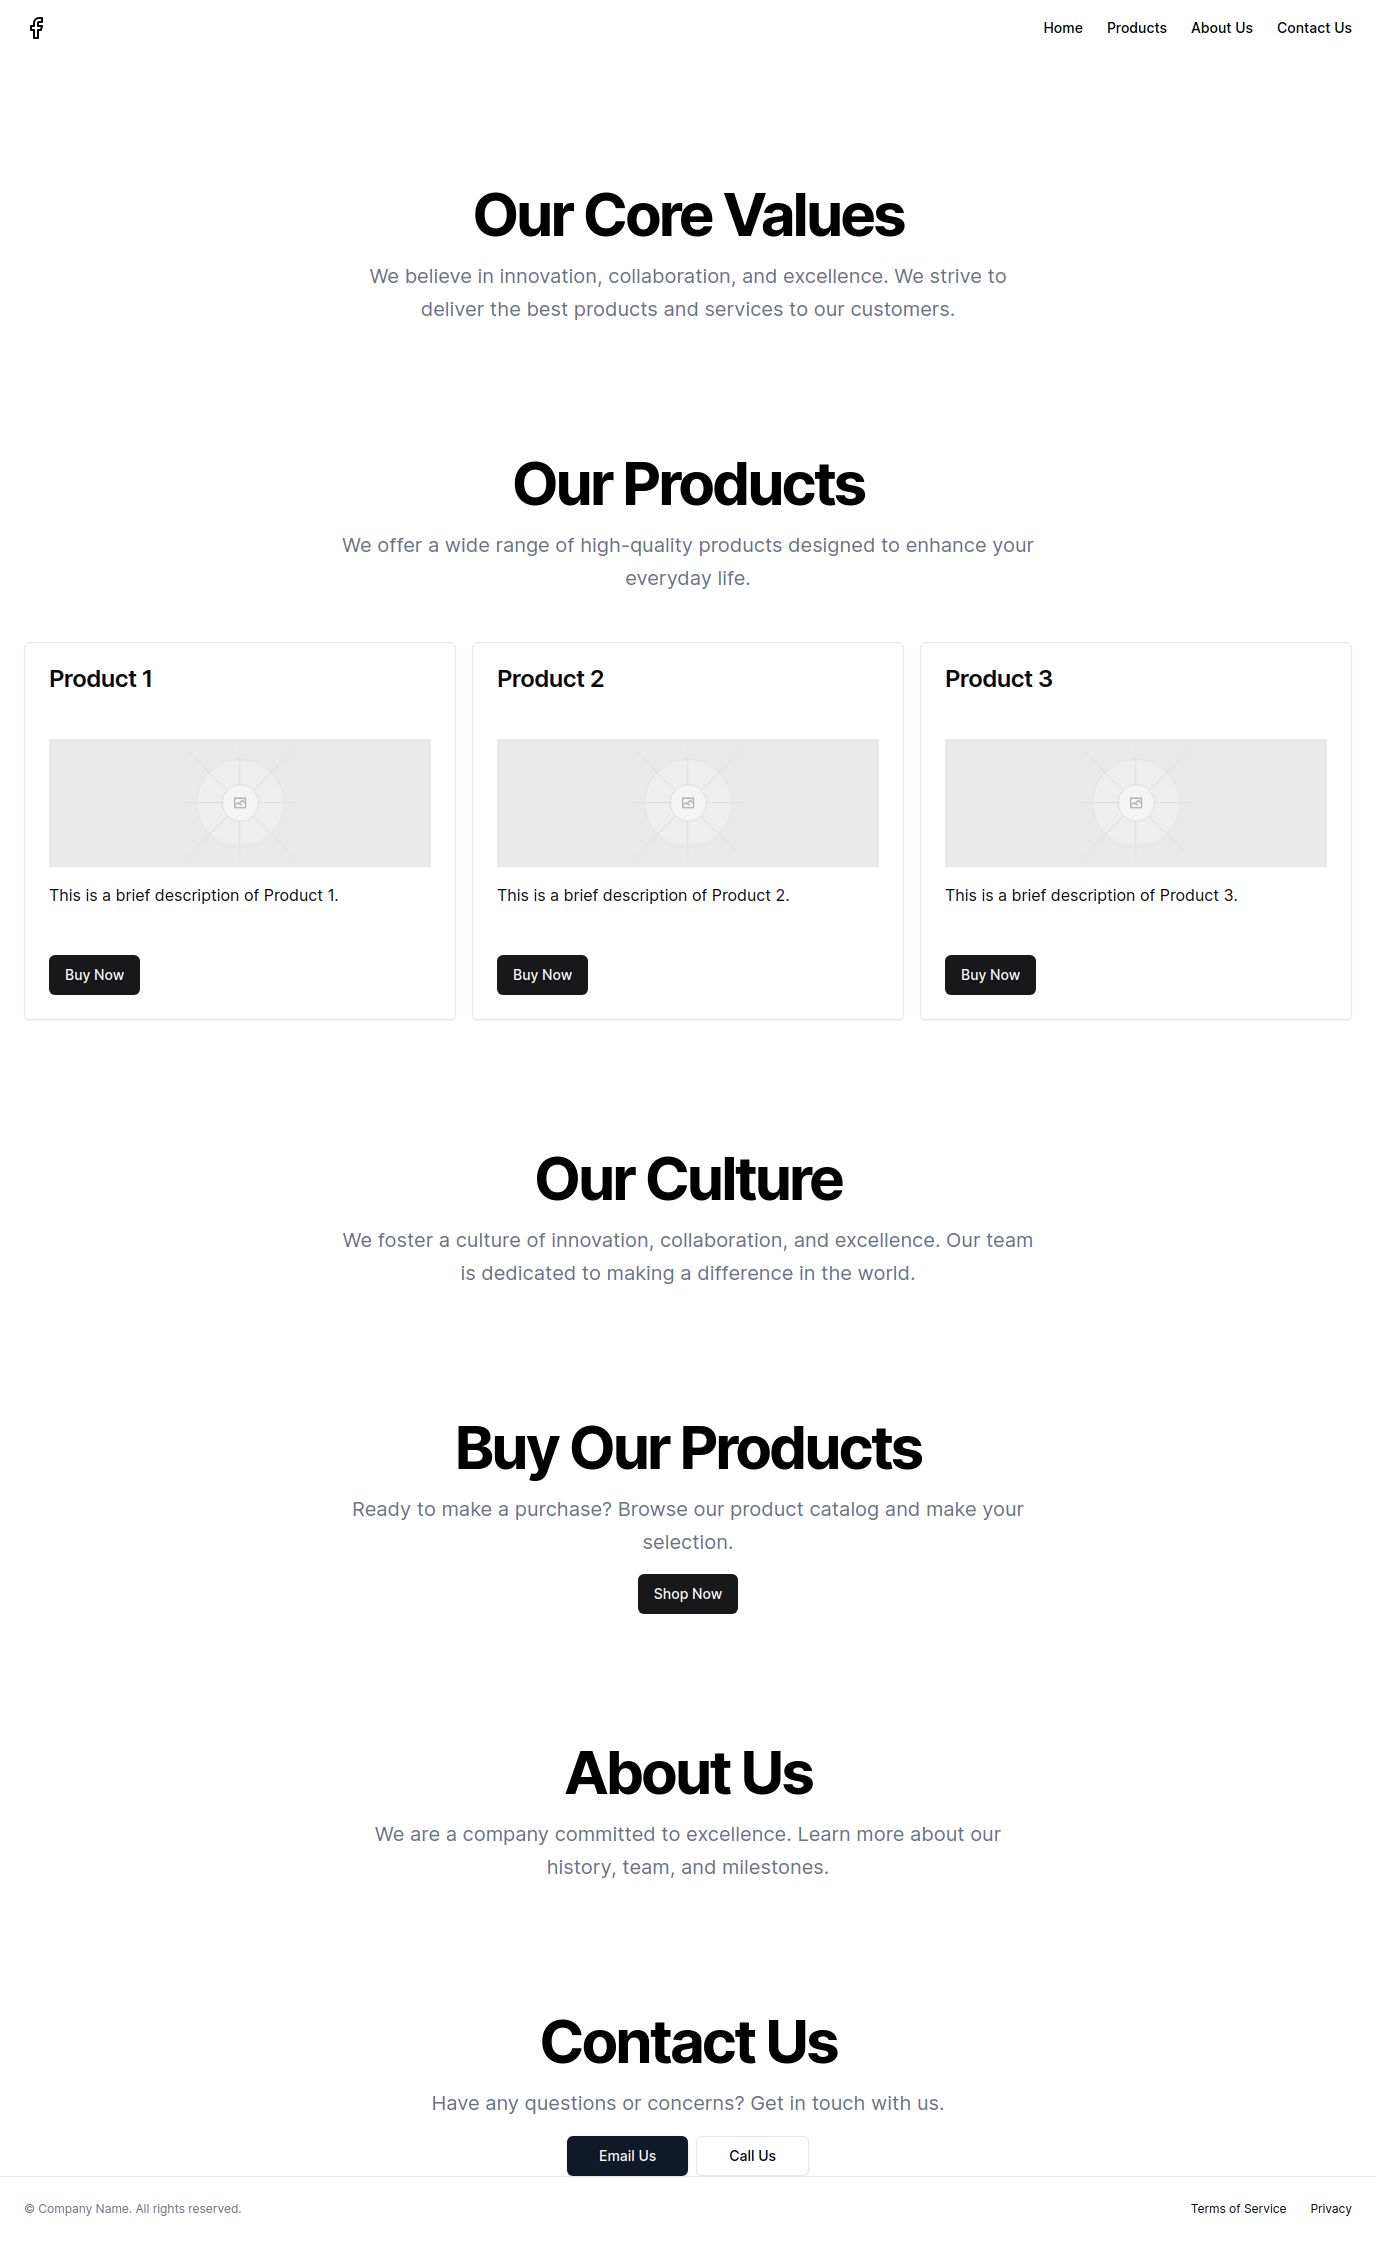 Home Products About Us Contact Us
Our Core Values
We believe in innovation, collaboration, and excellence. We strive to
deliver the best products and services to our customers.
Our Products
We offer a wide range of high-quality products designed to enhance your
everyday life.
Product 1
This is a brief description of Product 1.
Buy Now
Product 2
This is a brief description of Product 2.
Buy Now
Product 3
This is a brief description of Product 3.
Buy Now
Our Culture
We foster a culture of innovation, collaboration, and excellence. Our team
is dedicated to making a difference in the world.
Buy Our Products
Ready to make a purchase? Browse our product catalog and make your
selection.
Shop Now
About Us
We are a company committed to excellence. Learn more about our
history, team, and milestones.
Contact Us
Have any questions or concerns? Get in touch with us.
Email Us Call Us
© Company Name. All rights reserved. Terms of Service Privacy